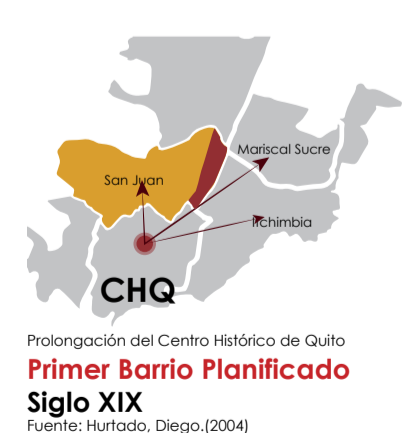 Mariscal Sucre
San Juan
Itchimbia
CHQ
Prolongación del Centro Histórico de Quito
Primer Barrio Planificado
Siglo XIX
Fuente: Hurtado, Diego.(2004)